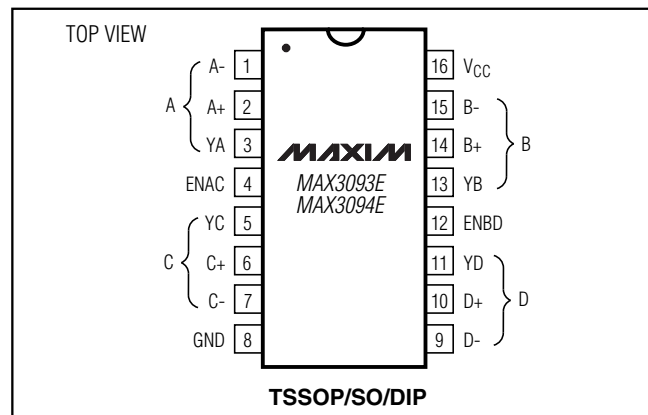 TOP VIEW
A- 1
A+ 2
YA 3
A
ENAC 4
YC 5
C+ 6
C- 7
C
GND 8
MAXIM
MAX3093E
MAX3094E
16 VCC
15 B-
14 B+
13 YB
B
12 ENBD
11 YD
10 D+
9 D-
D
TSSOP/SO/DIP